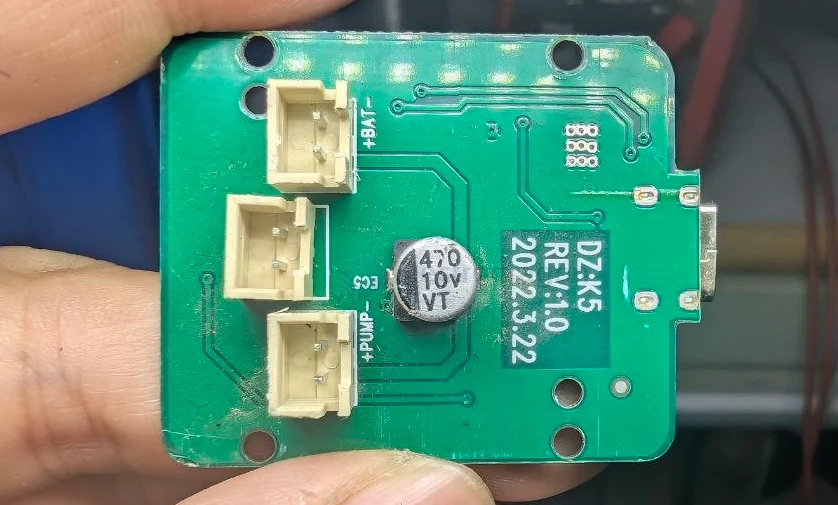 +BAT-
EC5
470
10V
VT
+PUMP-
DZ:K5
REV:1.0
2022.3.22